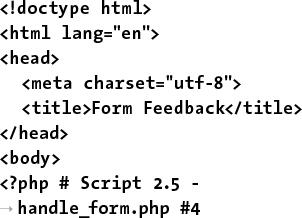 <!doctype html>
<html lang="en">
<head>
<meta charset="utf-8">
<title>Form Feedback</title>
</head>
<body>
<?php # Script 2.5 -
→ handle_form.php #4